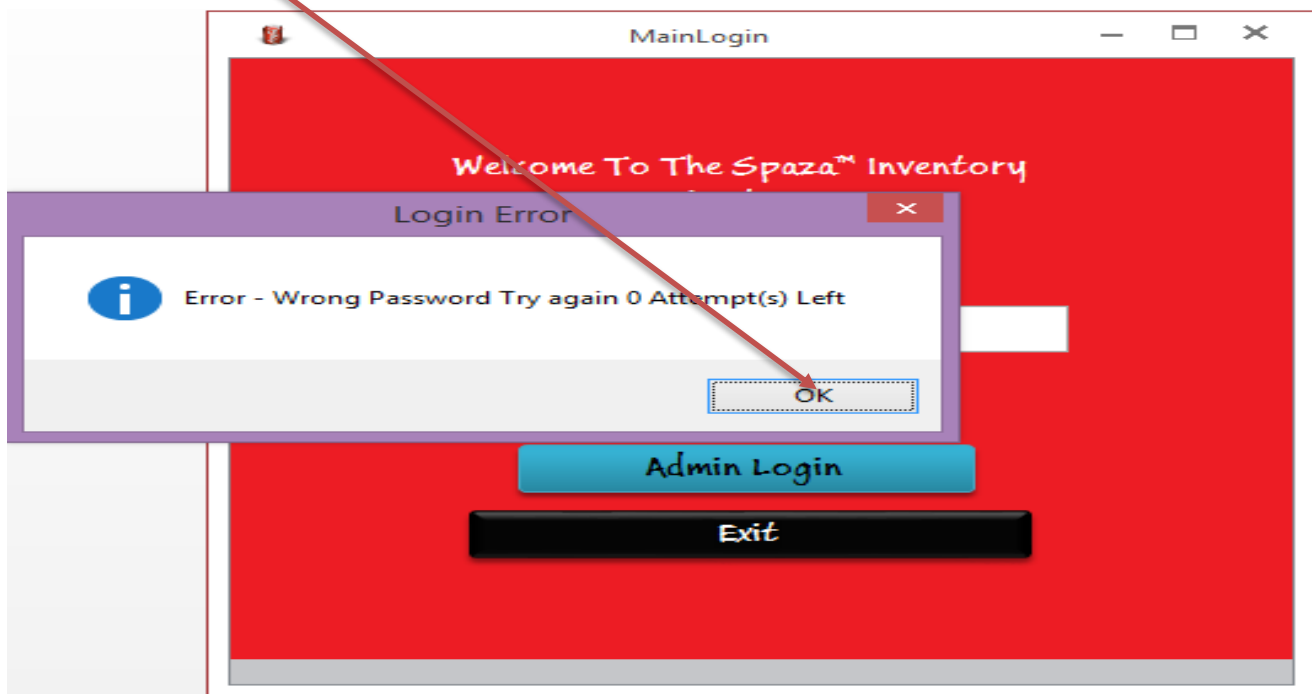 MainLogin
Welcome To The Spaza™ Inventory
Login Error
Error - Wrong Password Try again 0 Attempt(s) Left
OK
Admin Login
Exit